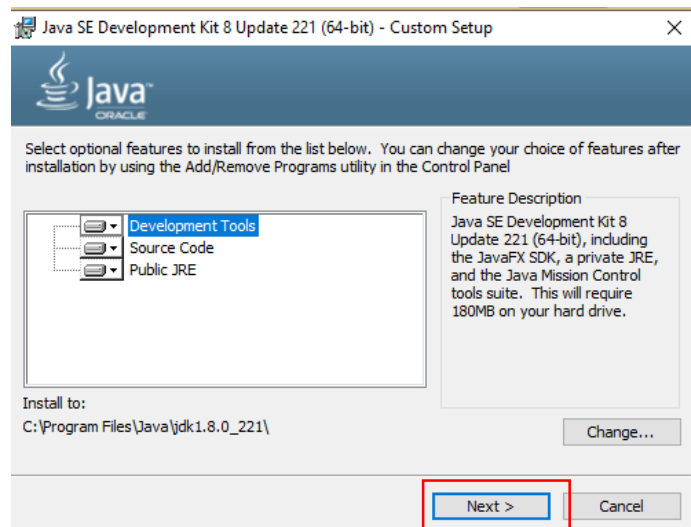 Java SE Development Kit 8 Update 221 (64-bit) - Custom Setup
Java™
ORACLE
Select optional features to install from the list below. You can change your choice of features after
installation by using the Add/Remove Programs utility in the Control Panel
Development Tools
Source Code
Public JRE
Feature Description
Java SE Development Kit 8
Update 221 (64-bit), including
the JavaFX SDK, a private JRE,
and the Java Mission Control
tools suite. This will require
180MB on your hard drive.
Install to:
C:\Program Files\Java\jdk1.8.0_221\
Change...
Next >
Cancel